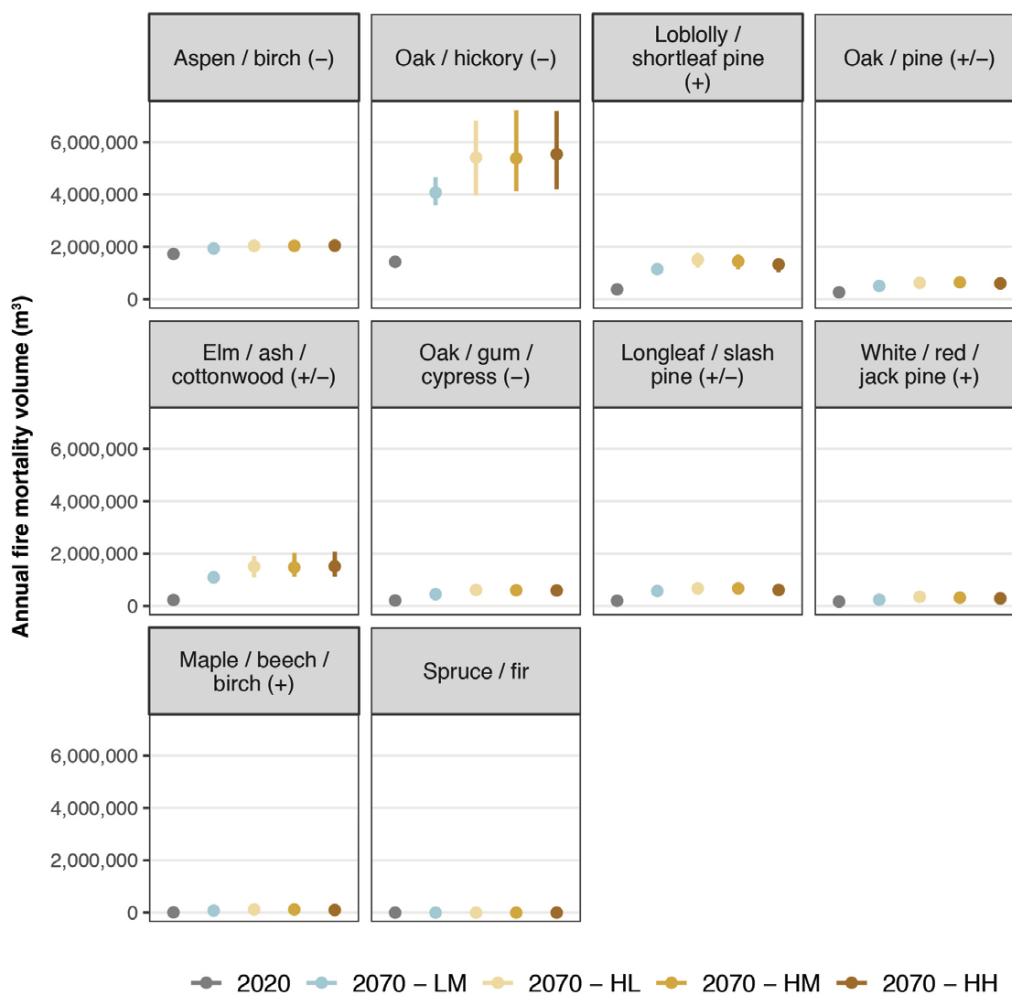 Aspen / birch (−)
Oak / hickory (−)
Loblolly /
shortleaf pine
(+)
Oak / pine (+/−)
6,000,000
4,000,000
2,000,000
0
Annual fire mortality volume (m³)
Elm / ash /
cottonwood (+/−)
Oak / gum /
cypress (−)
Longleaf / slash
pine (+/−)
White / red /
jack pine (+)
6,000,000
4,000,000
2,000,000
0
Maple / beech /
birch (+)
Spruce / fir
6,000,000
4,000,000
2,000,000
0
2020 2070 − LM 2070 − HL 2070 − HM 2070 − HH